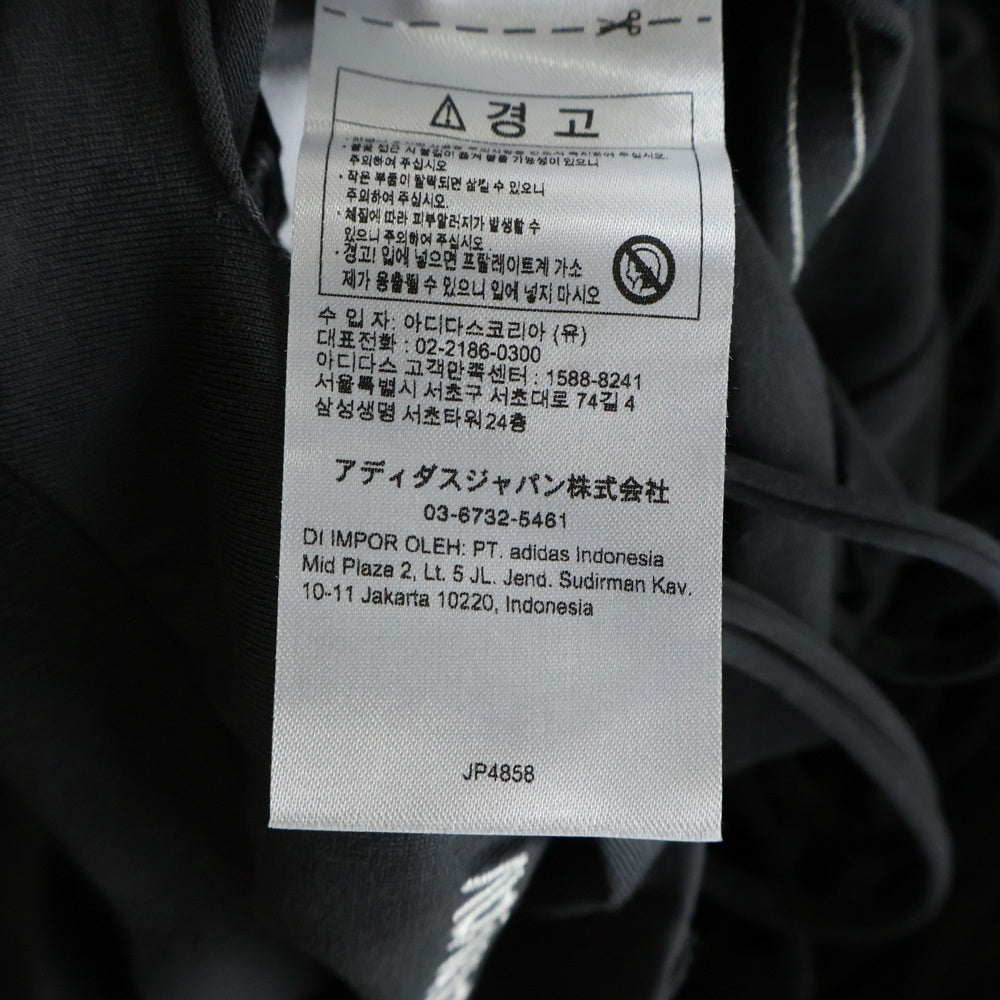 경 고
주의하여 주십시오
· 작은 부품이 탈락되면 삼킬 수 있으니
주의하여 주십시오.
· 체질에 따라 피부알러지가 발생할 수
있으니 주의하여 주십시오.
· 경고! 입에 넣으면 프탈레이트계 가소
제가 용출될 수 있으니 입에 넣지 마시오
수 입 자: 아디다스코리아 (유)
대표전화 : 02-2186-0300
아디다스 고객만족센터 : 1588-8241
서울특별시 서초구 서초대로 74길 4
삼성생명 서초타워24층
アディダスジャパン株式会社
03-6732-5461
DI IMPOR OLEH: PT. adidas Indonesia
Mid Plaza 2, Lt. 5 JL. Jend. Sudirman Kav.
10-11 Jakarta 10220, Indonesia
JP4858